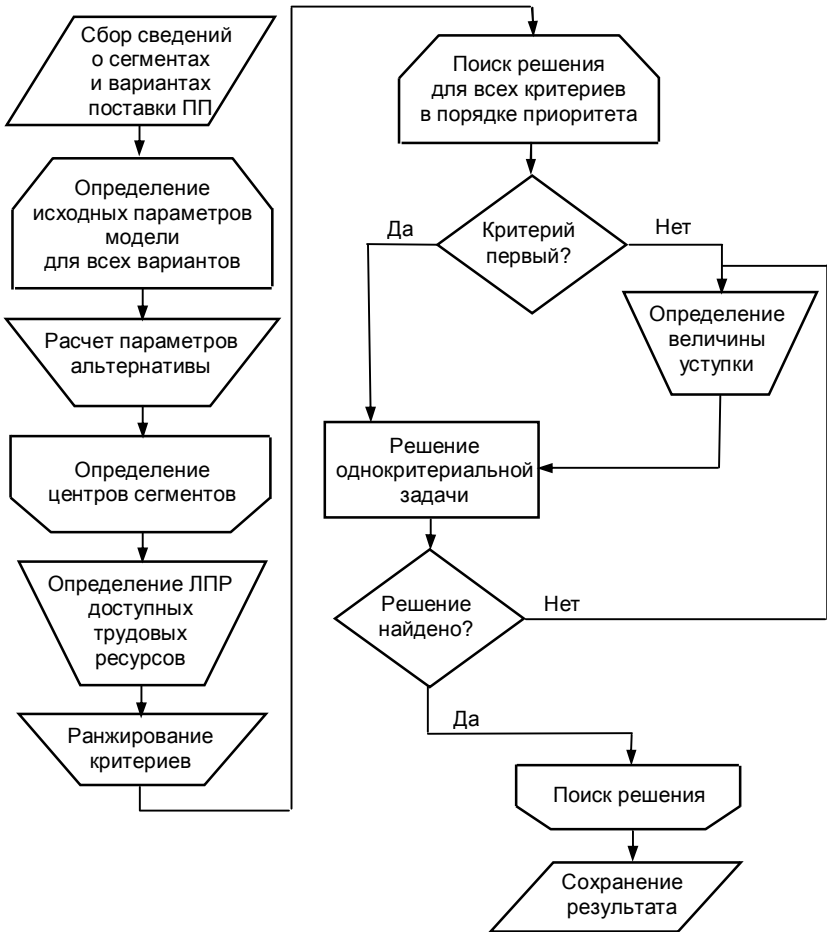 Сбор сведений
о сегментах
и вариантах
поставки ПП
Определение
исходных параметров
модели
для всех вариантов
Расчет параметров
альтернативы
Определение
центров сегментов
Определение ЛПР
доступных
трудовых
ресурсов
Ранжирование
критериев
Поиск решения
для всех критериев
в порядке приоритета
Да
Критерий
первый?
Нет
Определение
величины
уступки
Решение
однокритериальной
задачи
Решение
найдено?
Нет
Да
Поиск решения
Сохранение
результата